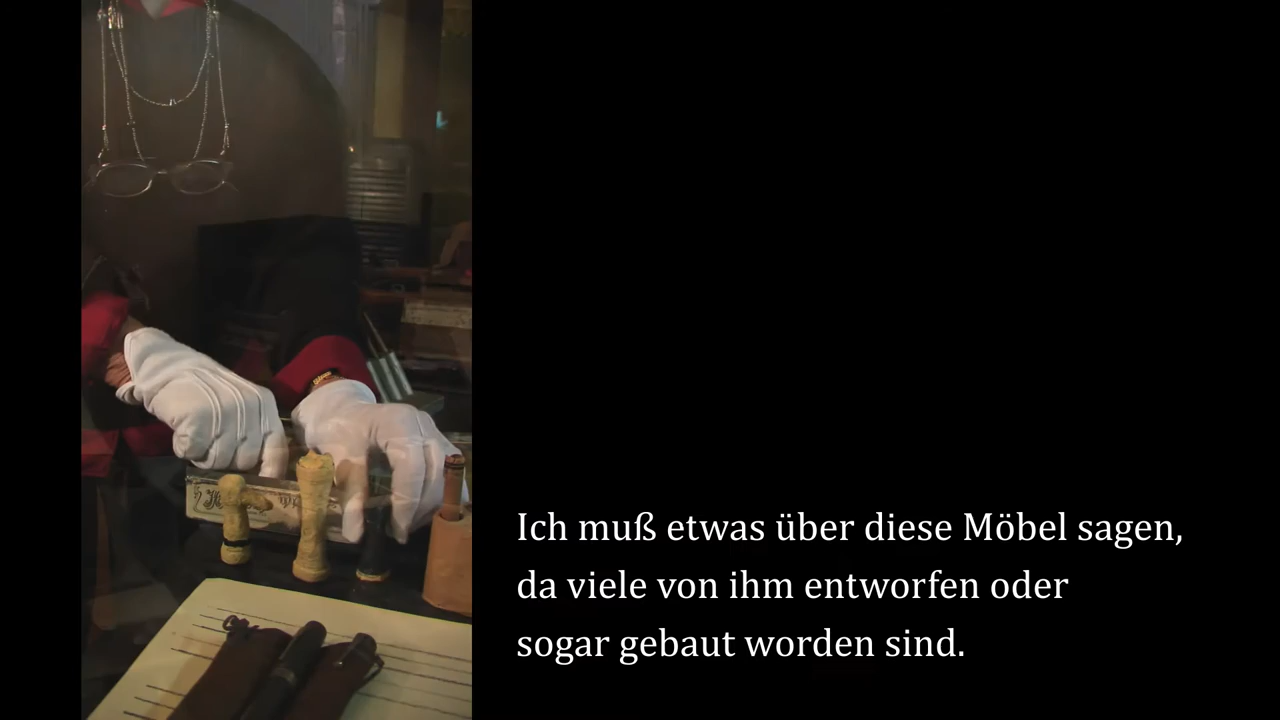 Ich muß etwas über diese Möbel sagen,
da viele von ihm entworfen oder
sogar gebaut worden sind.